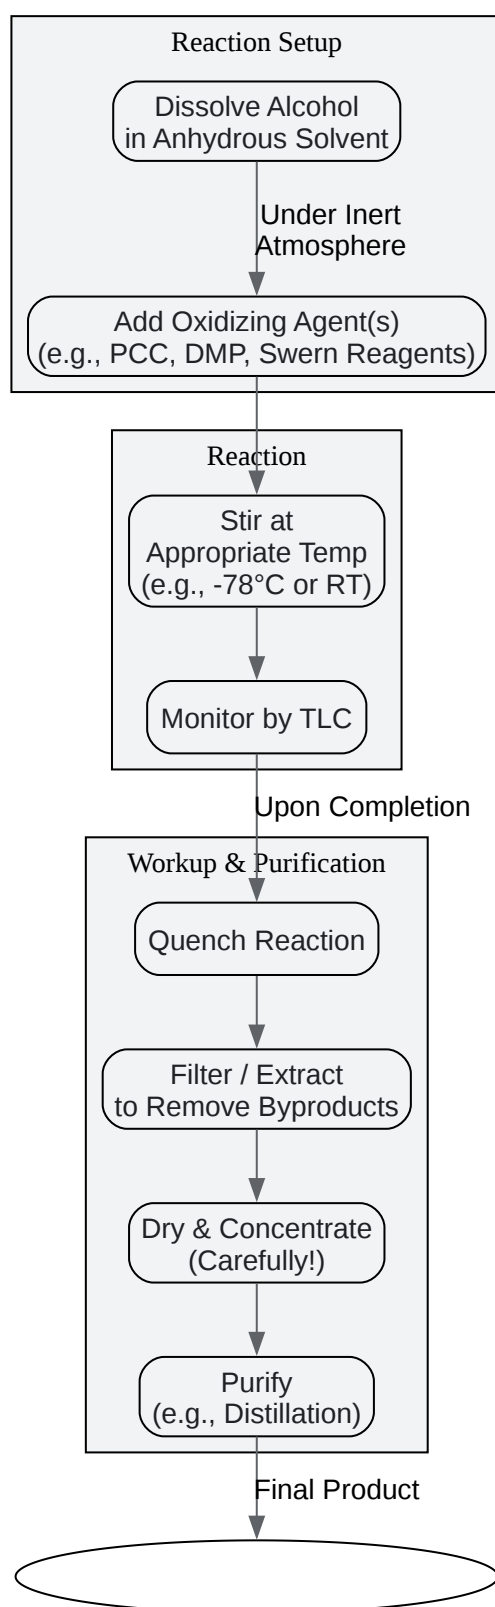 Reaction Setup
Dissolve Alcohol
in Anhydrous Solvent
Under Inert
Atmosphere
Add Oxidizing Agent(s)
(e.g., PCC, DMP, Swern Reagents)
Reaction
Stir at
Appropriate Temp
(e.g., -78°C or RT)
Monitor by TLC
Upon Completion
Workup & Purification
Quench Reaction
Filter / Extract
to Remove Byproducts
Dry & Concentrate
(Carefully!)
Purify
(e.g., Distillation)
Final Product